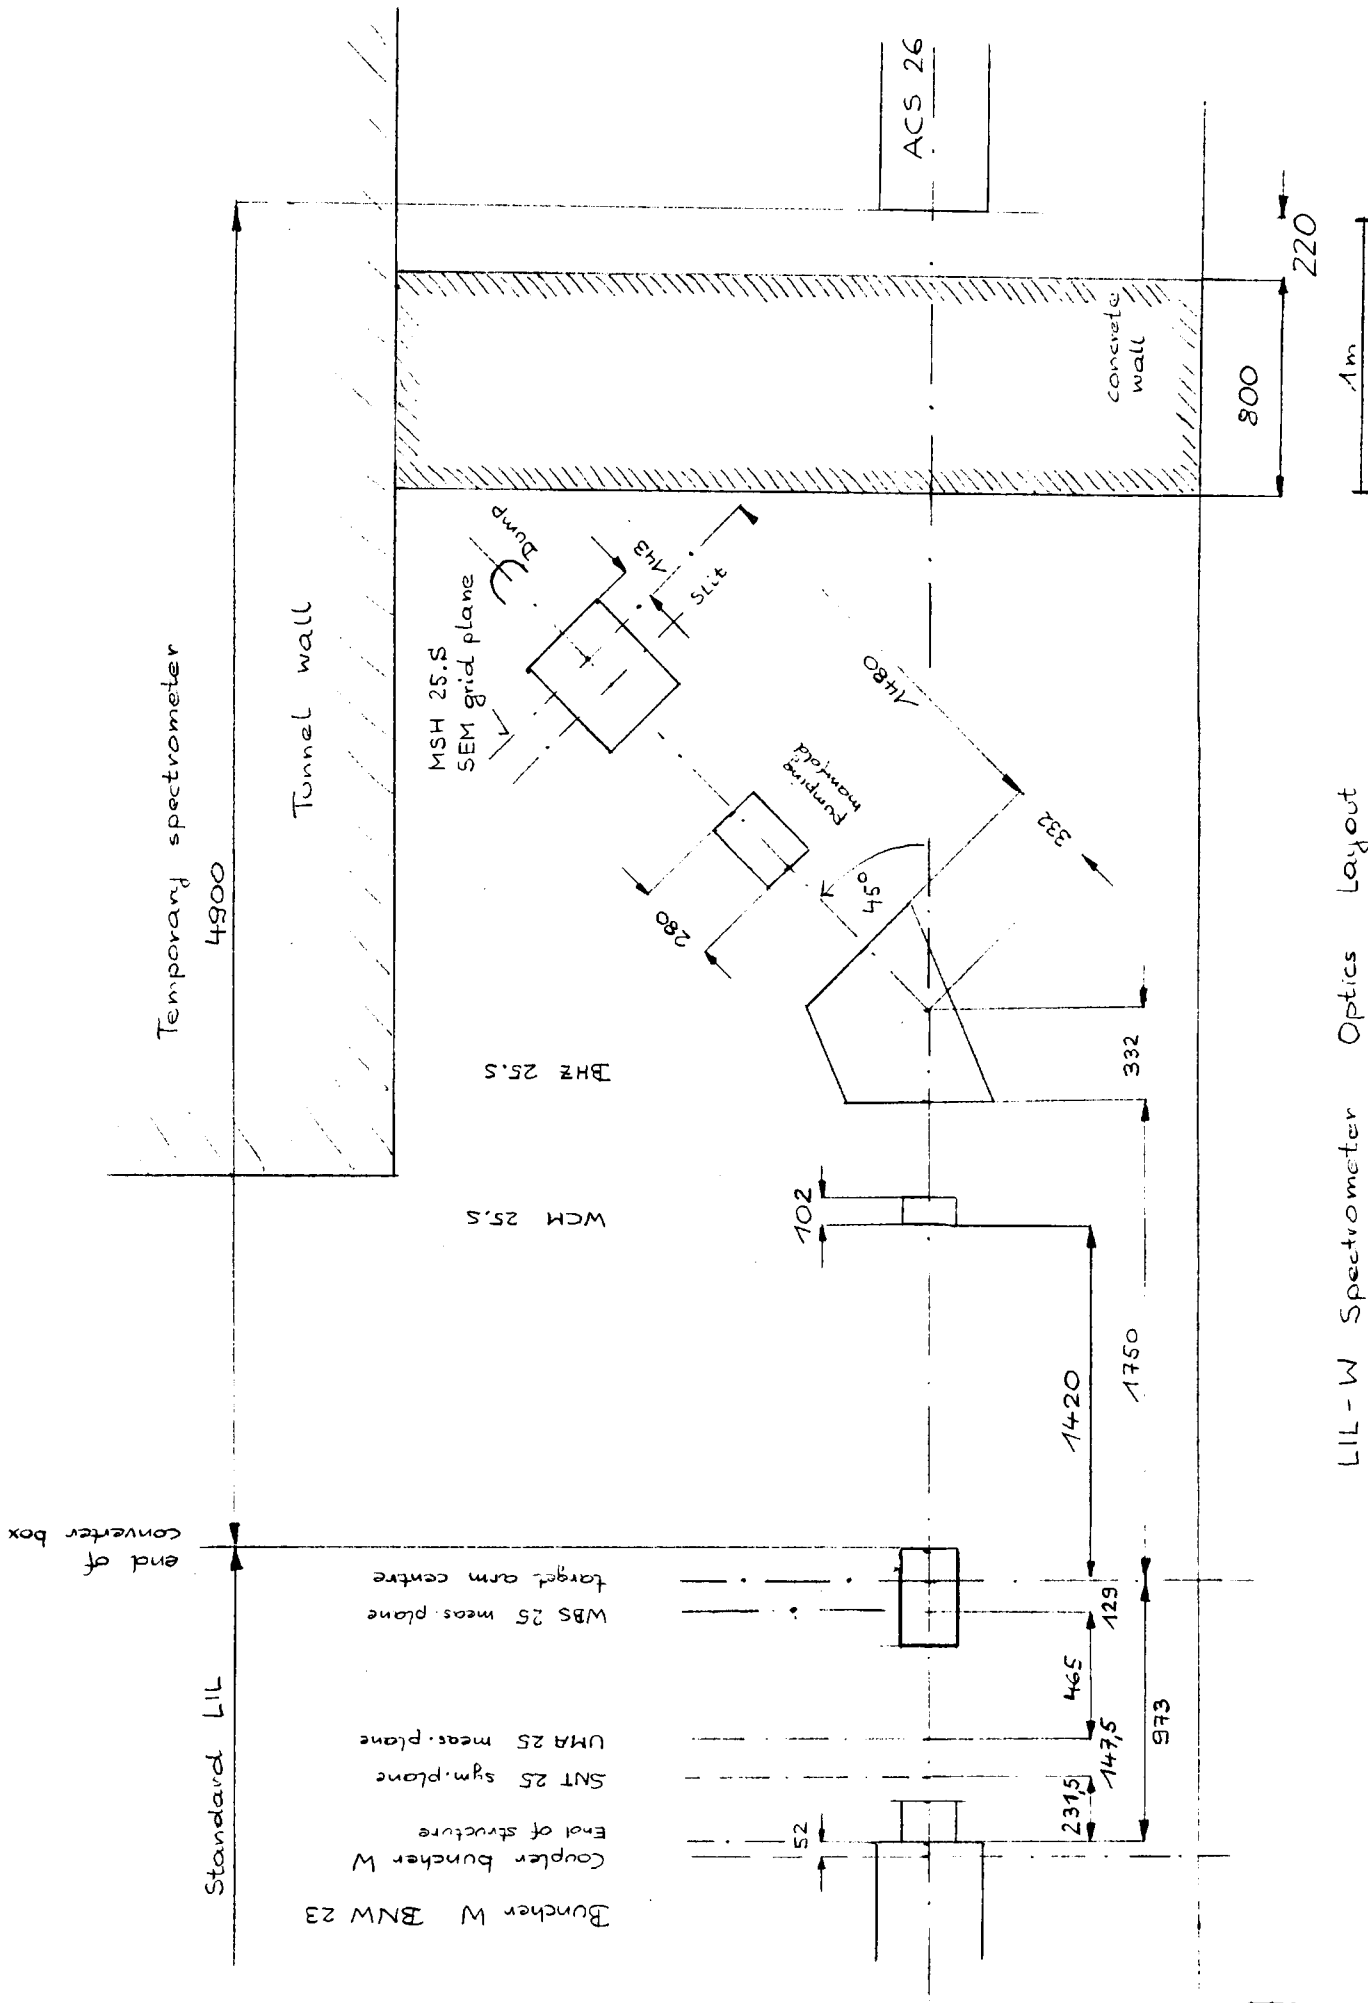 Temporary spectrometer
4900
Standard LIL
end of
converter box
Tunnel wall
ACS 26
220
800
1m
concrete
wall
Dump
143
Slit
MSH 25.S
SEM grid plane
1480
332
pumping
manifold
280
45°
332
BHZ 25.S
WCM 25.S
102
1420
1750
target arm centre
WBS 25 meas. plane
129
465
UMA 25 meas. plane
SNT 25 sym. plane
147,5
231,5
973
End of structure
Coupler buncher W
52
Buncher W BNW 23
LIL - W Spectrometer Optics Layout